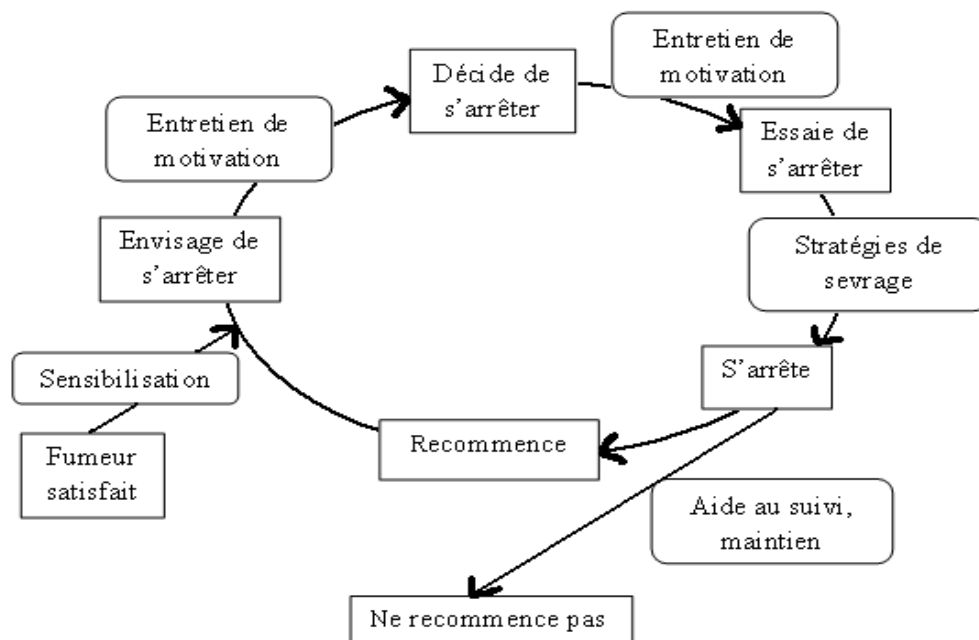 Entretien de
motivation
Décide de
s'arrêter
Entretien de
motivation
Essaie de
s'arrêter
Envisage de
s'arrêter
Stratégies de
sevrage
Sensibilisation
S'arrête
Fumeur
satisfait
Recommence
Aide au suivi,
maintien
Ne recommence pas